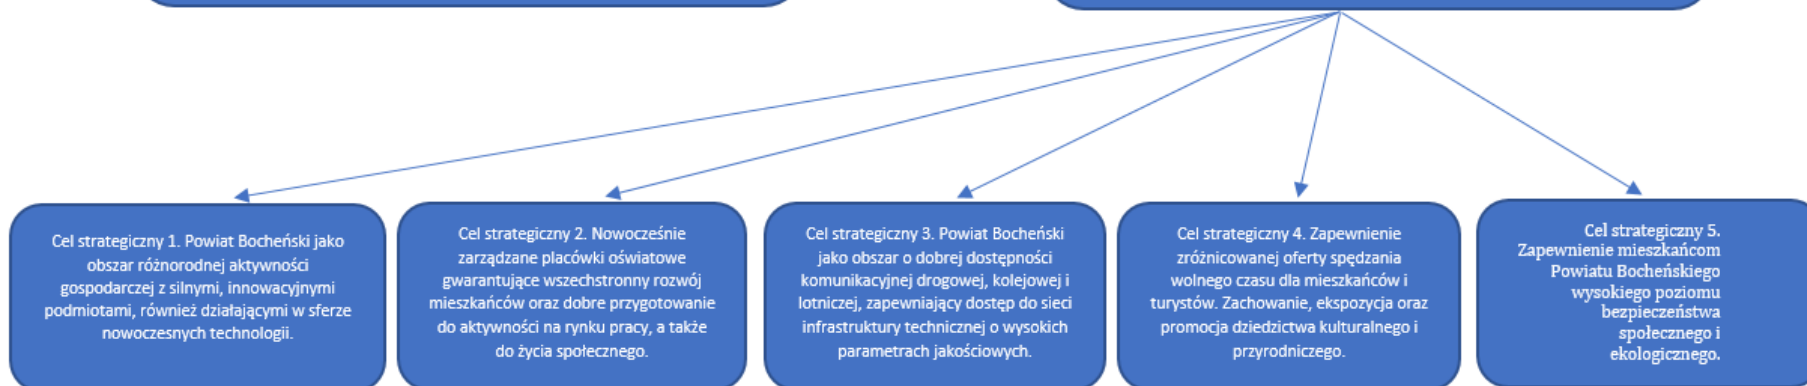 Cel strategiczny 1. Powiat Bocheński jako
obszar różnorodnej aktywności
gospodarczej z silnymi, innowacyjnymi
podmiotami, również działającymi w sferze
nowoczesnych technologii.
Cel strategiczny 2. Nowocześnie
zarządzane placówki oświatowe
gwarantujące wszechstronny rozwój
mieszkańców oraz dobre przygotowanie
do aktywności na rynku pracy, a także
do życia społecznego.
Cel strategiczny 3. Powiat Bocheński
jako obszar o dobrej dostępności
komunikacyjnej drogowej, kolejowej i
lotniczej, zapewniający dostęp do sieci
infrastruktury technicznej o wysokich
parametrach jakościowych.
Cel strategiczny 4. Zapewnienie
zróżnicowanej oferty spędzania
wolnego czasu dla mieszkańców i
turystów. Zachowanie, ekspozycja oraz
promocja dziedzictwa kulturalnego i
przyrodniczego.
Cel strategiczny 5.
Zapewnienie mieszkańcom
Powiatu Bocheńskiego
wysokiego poziomu
bezpieczeństwa
społecznego i
ekologicznego.